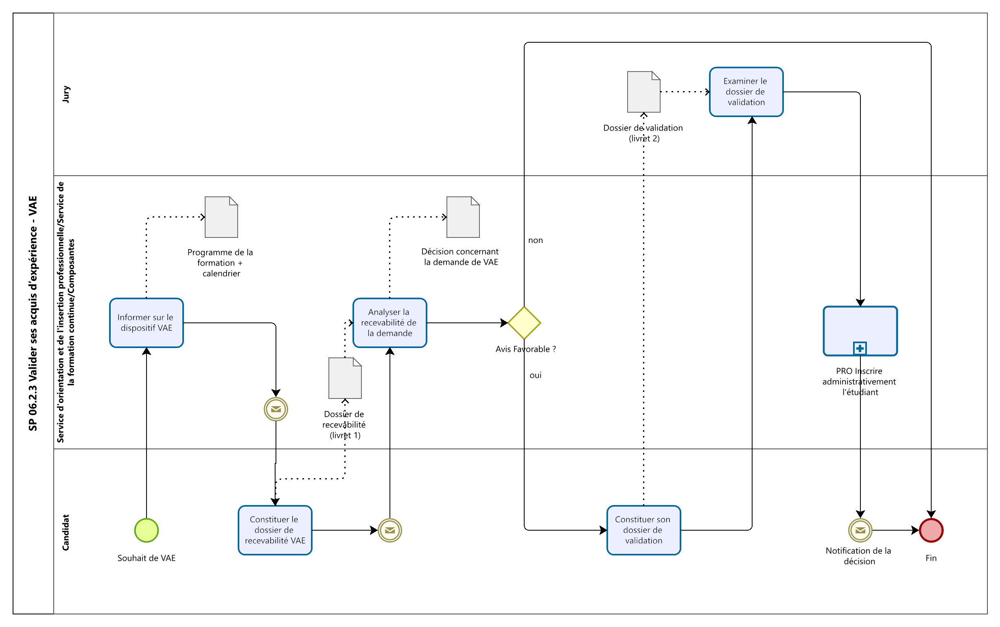 SP 06.2.3 Valider ses acquis d'expérience - VAE
Jury
Examiner le
dossier de
validation
Dossier de validation
(livret 2)
Service d'orientation et de l'insertion professionnelle/Service de
la formation continue/Composantes
Programme de la
formation +
calendrier
Décision concernant
la demande de VAE
non
Informer sur le
dispositif VAE
Analyser la
recevabilité de
la demande
Avis Favorable ?
oui
PRO Inscrire
administrativement
l'étudiant
Dossier de
recevabilité
(livret 1)
Candidat
Souhait de VAE
Constituer le
dossier de
recevabilité VAE
Constituer son
dossier de
validation
Notification de la
décision
Fin